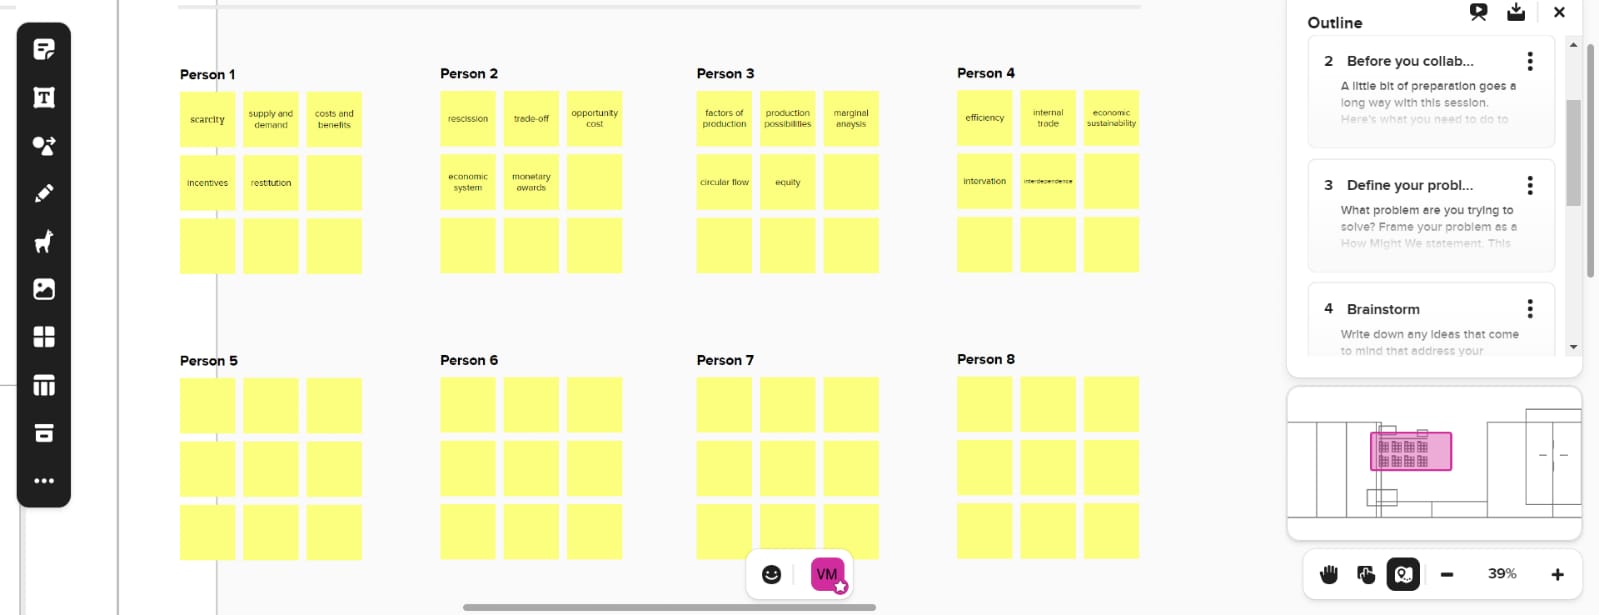 Outline
2 Before you collab...
A little bit of preparation goes a
long way with this session.
Here's what you need to do to
3 Define your probl...
What problem are you trying to
solve? Frame your problem as a
How Might We statement. This
4 Brainstorm
Write down any ideas that come
to mind that address your
Person 1
scarcity
supply and
demand
costs and
benefits
incentives
restitution
Person 2
rescission
trade-off
opportunity
cost
economic
system
monetary
awards
Person 3
factors of
production
production
possibilities
marginal
anaysis
circular flow
equity
Person 4
efficiency
internal
trade
economic
sustainability
intervation
interdependence
Person 5
Person 6
Person 7
Person 8
VM
39%